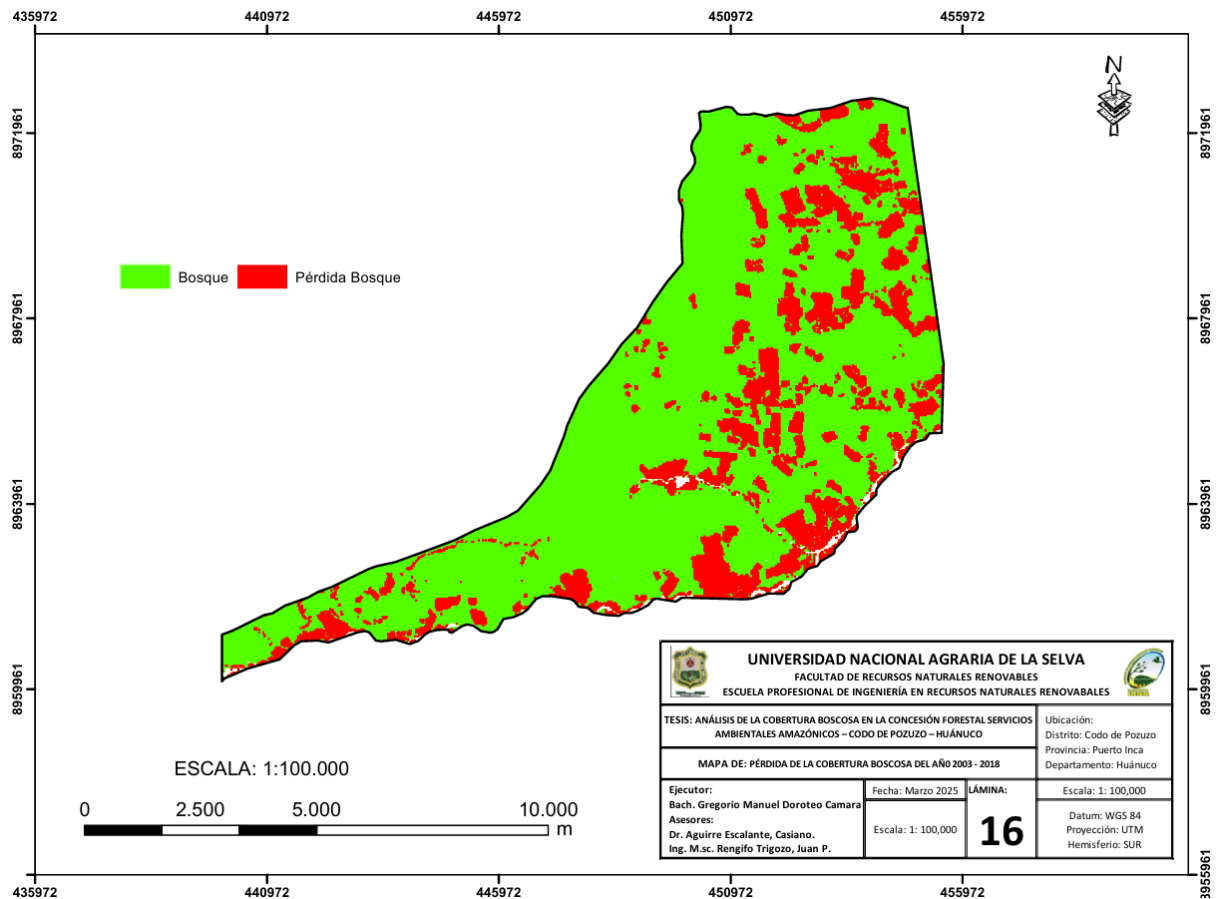 435972 440972 445972 450972 455972
N
8971961 8971961
Bosque Pérdida Bosque
8967961 8967961
8963961 8963961
8959961 8959961
UNIVERSIDAD NACIONAL AGRARIA DE LA SELVA
FACULTAD DE RECURSOS NATURALES RENOVABLES
ESCUELA PROFESIONAL DE INGENIERÍA EN RECURSOS NATURALES RENOVABALES
TESIS: ANÁLISIS DE LA COBERTURA BOSCOSA EN LA CONCESIÓN FORESTAL SERVICIOS
AMBIENTALES AMAZÓNICOS – CODO DE POZUZO – HUÁNUCO
Ubicación:
Distrito: Codo de Pozuzo
Provincia: Puerto Inca
Departamento: Huánuco
MAPA DE: PÉRDIDA DE LA COBERTURA BOSCOSA DEL AÑO 2003 - 2018
ESCALA: 1:100.000
0 2.500 5.000 10.000
m
Ejecutor:
Bach. Gregorio Manuel Doroteo Camara
Asesores:
Dr. Aguirre Escalante, Casiano.
Ing. M.sc. Rengifo Trigozo, Juan P.
Fecha: Marzo 2025
Escala: 1: 100,000
LÁMINA:
16
Escala: 1: 100,000
Datum: WGS 84
Proyección: UTM
Hemisferio: SUR
8955961
435972 440972 445972 450972 455972